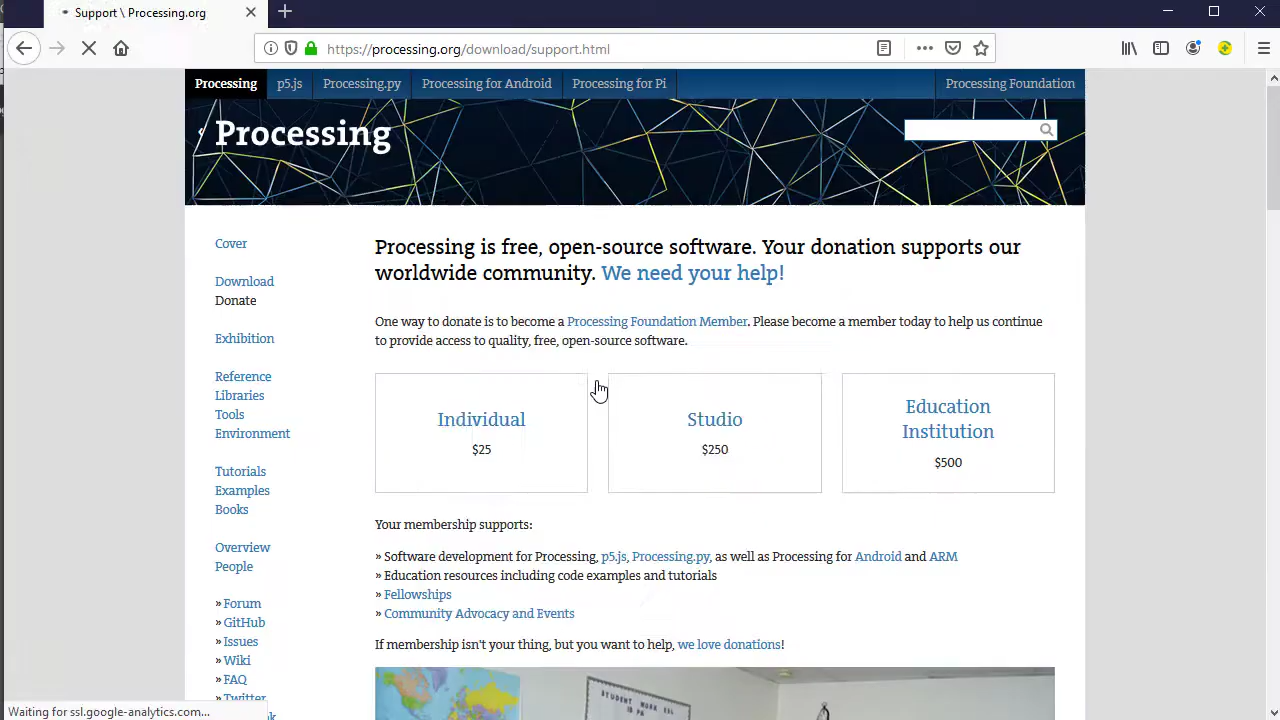 Support \ Processing.org
https://processing.org/download/support.html
Processing p5.js Processing.py Processing for Android Processing for Pi Processing Foundation
Processing
Cover
Download
Donate
Exhibition
Reference
Libraries
Tools
Environment
Tutorials
Examples
Books
Overview
People
» Forum
» GitHub
» Issues
» Wiki
» FAQ
» Twitter
Processing is free, open-source software. Your donation supports our
worldwide community. We need your help!
One way to donate is to become a Processing Foundation Member. Please become a member today to help us continue
to provide access to quality, free, open-source software.
Individual
$25
Studio
$250
Education
Institution
$500
Your membership supports:
» Software development for Processing, p5.js, Processing.py, as well as Processing for Android and ARM
» Education resources including code examples and tutorials
» Fellowships
» Community Advocacy and Events
If membership isn't your thing, but you want to help, we love donations!
STUDENT WORK
Waiting for ssl.google-analytics.com...